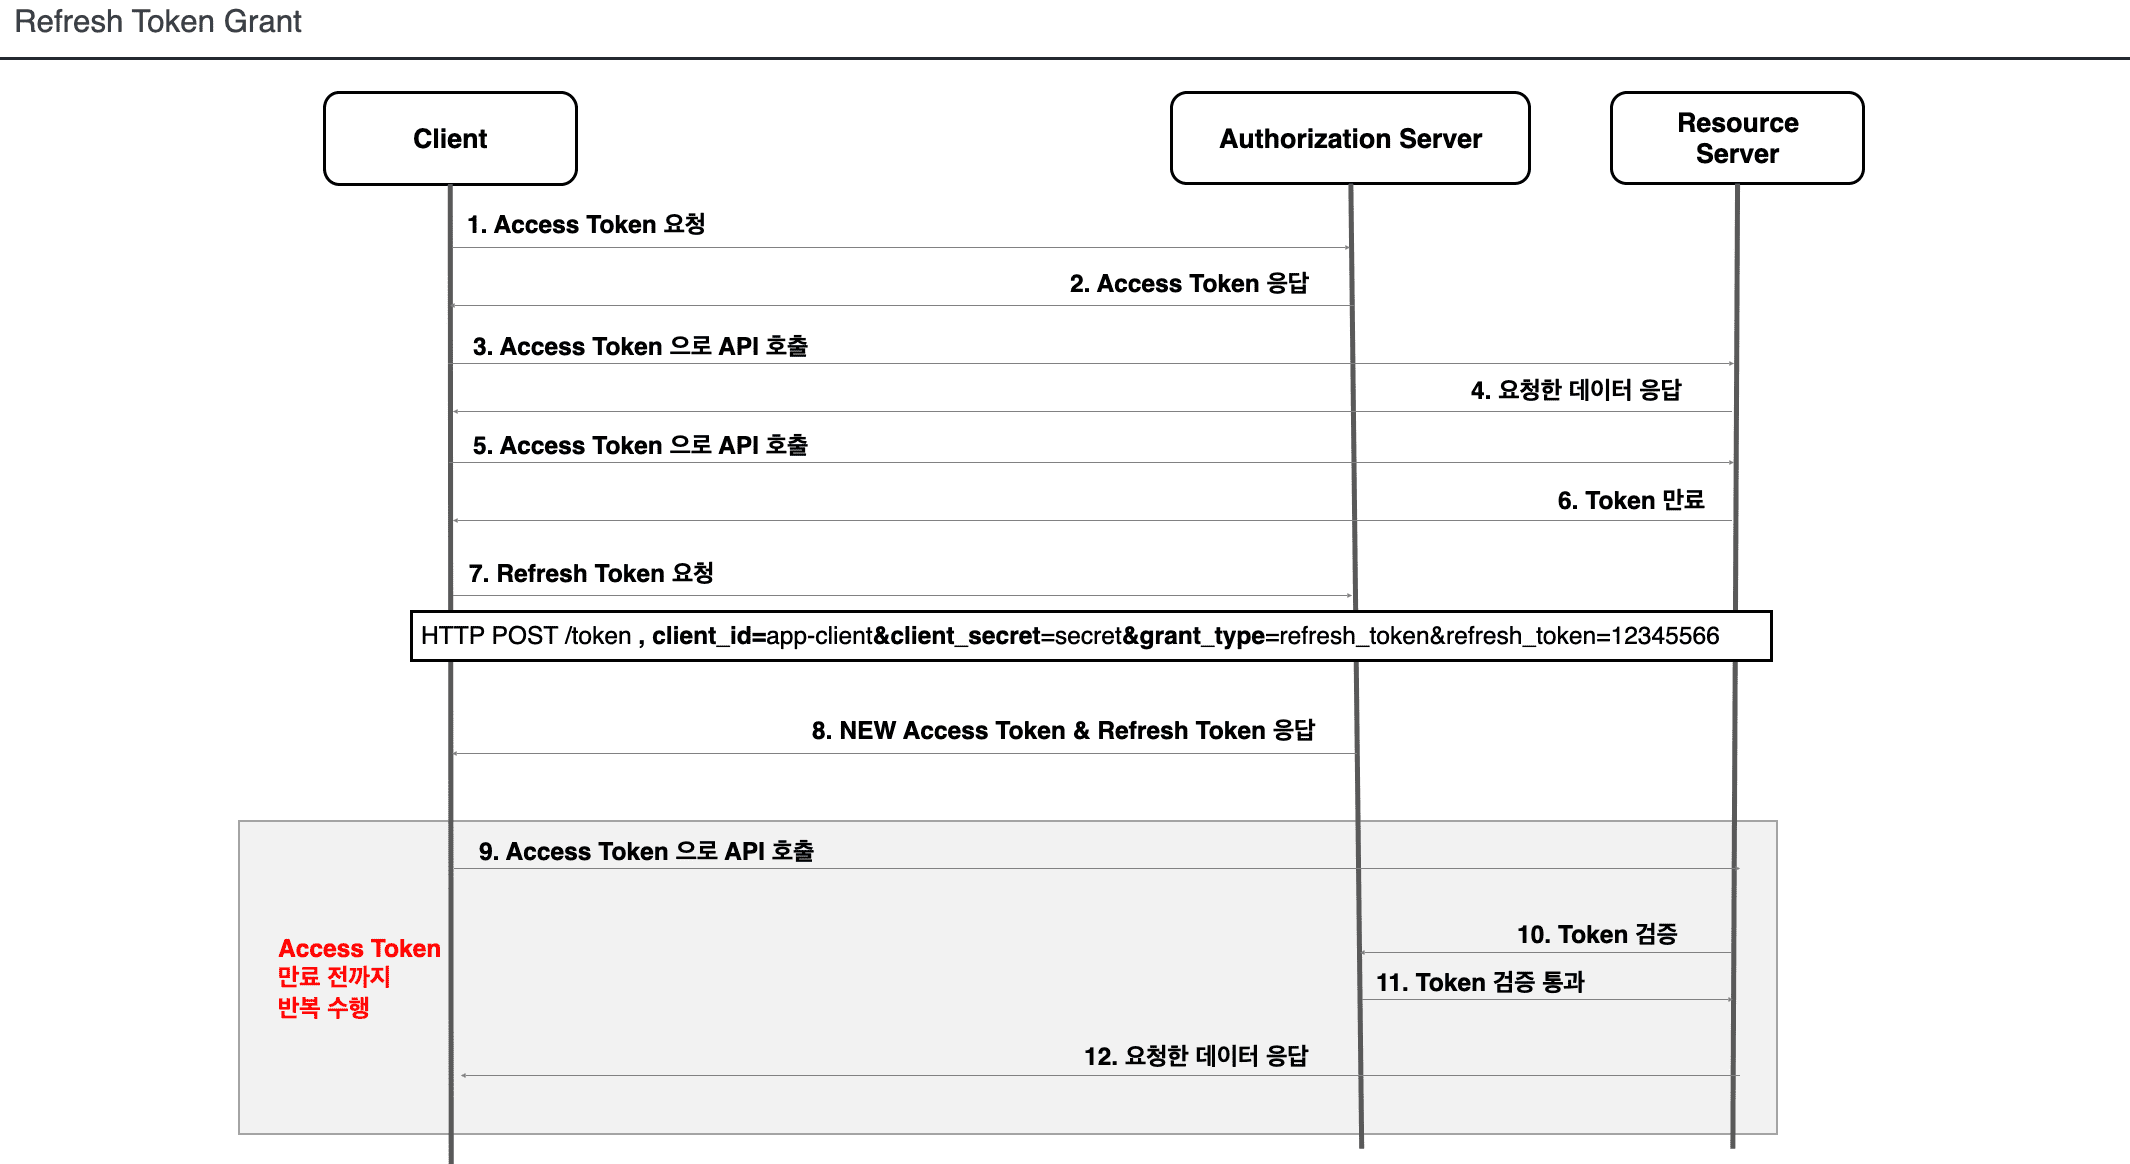 Refresh Token Grant
Client
Authorization Server
Resource
Server
1. Access Token 요청
2. Access Token 응답
3. Access Token 으로 API 호출
4. 요청한 데이터 응답
5. Access Token 으로 API 호출
6. Token 만료
7. Refresh Token 요청
HTTP POST /token , client_id=app-client&client_secret=secret&grant_type=refresh_token&refresh_token=12345566
8. NEW Access Token & Refresh Token 응답
9. Access Token 으로 API 호출
10. Token 검증
Access Token
만료 전까지
반복 수행
11. Token 검증 통과
12. 요청한 데이터 응답